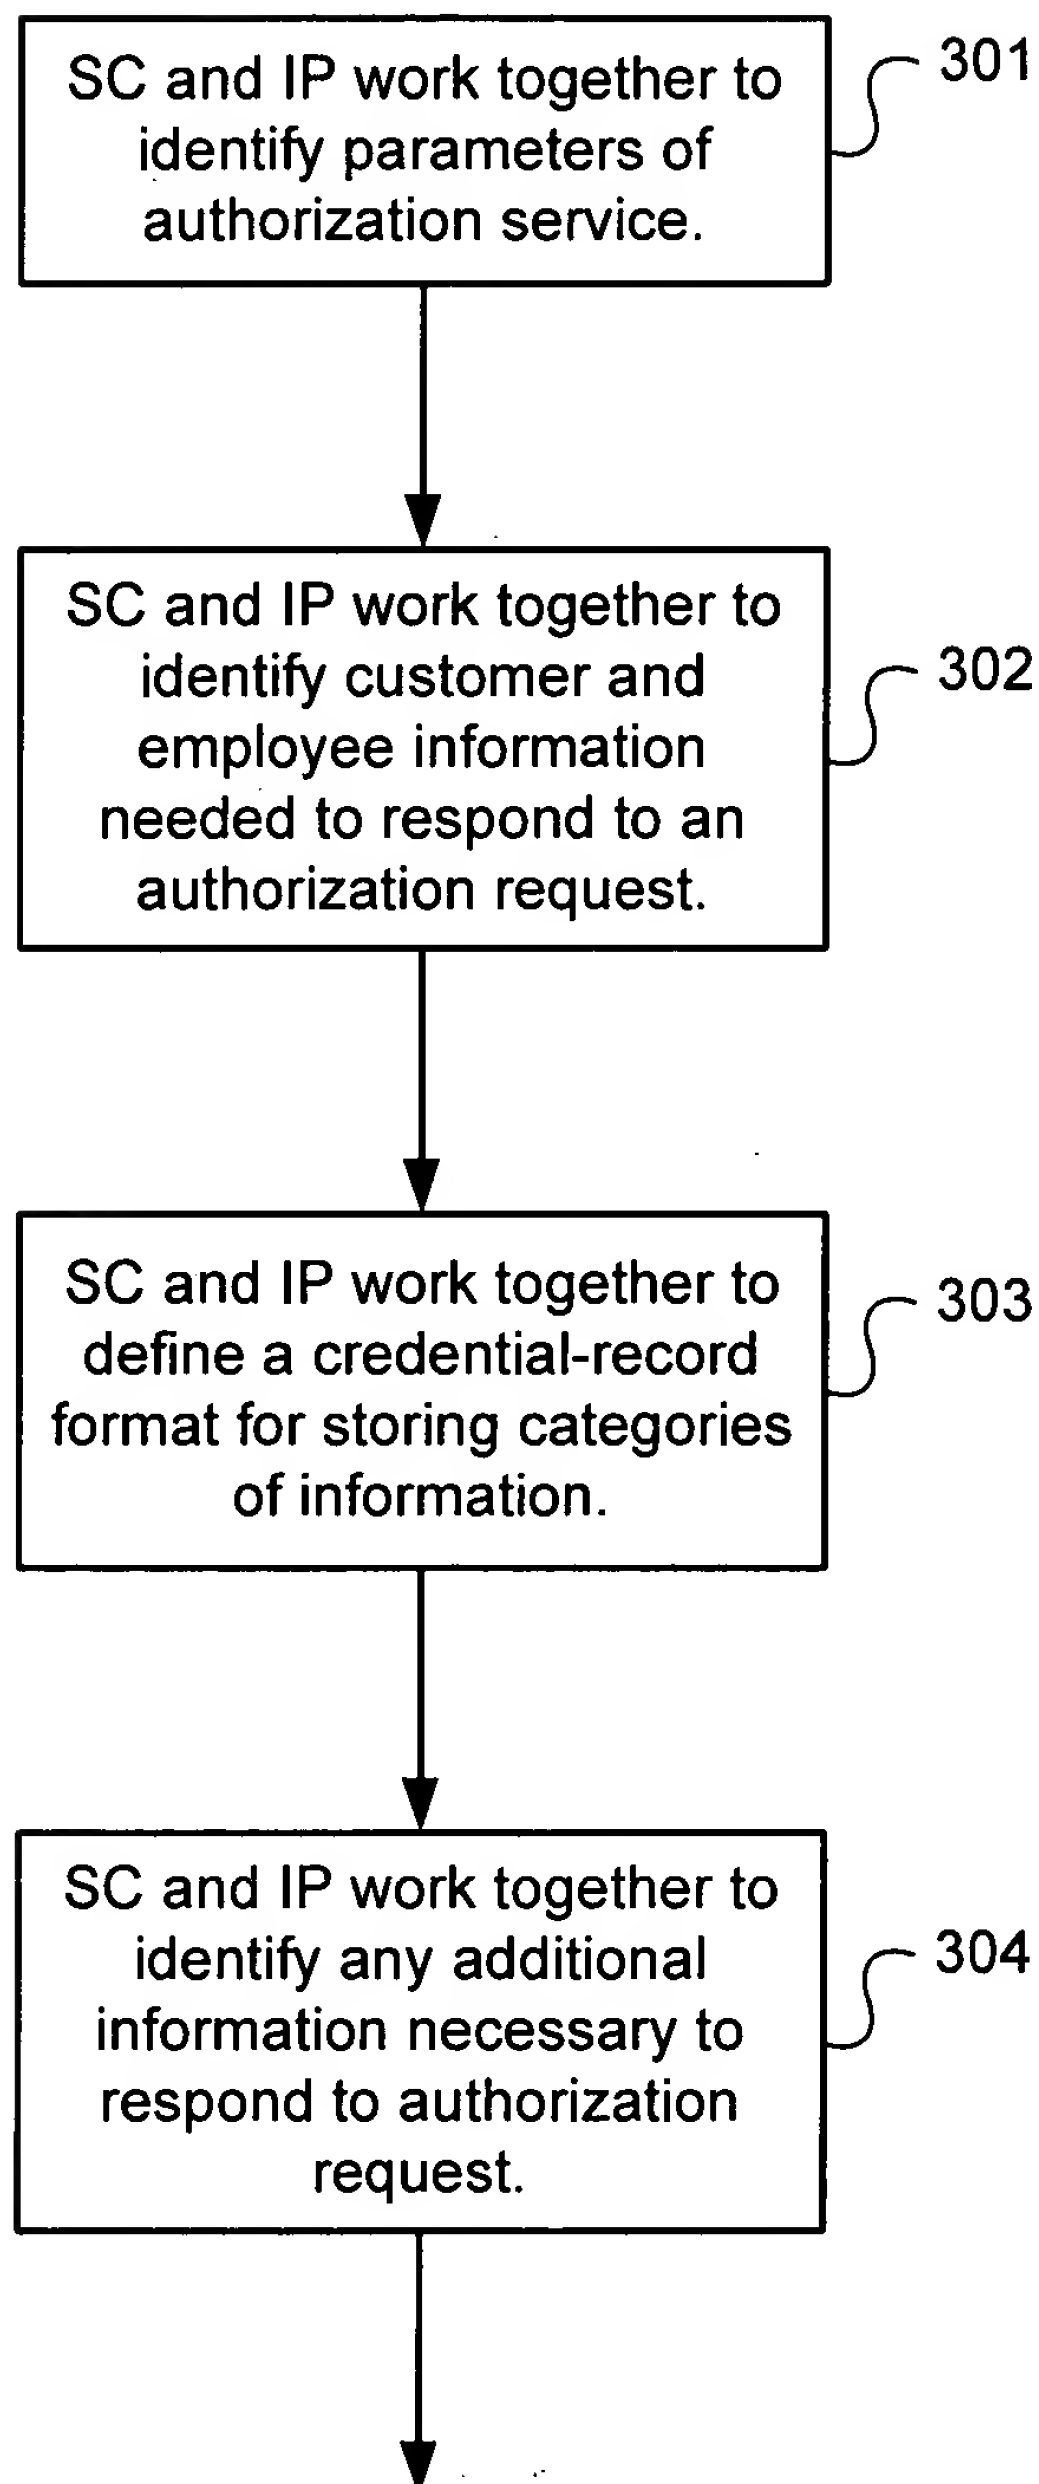 SC and IP work together to
identify parameters of
authorization service.
301
SC and IP work together to
identify customer and
employee information
needed to respond to an
authorization request.
302
SC and IP work together to
define a credential-record
format for storing categories
of information.
303
SC and IP work together to
identify any additional
information necessary to
respond to authorization
request.
304